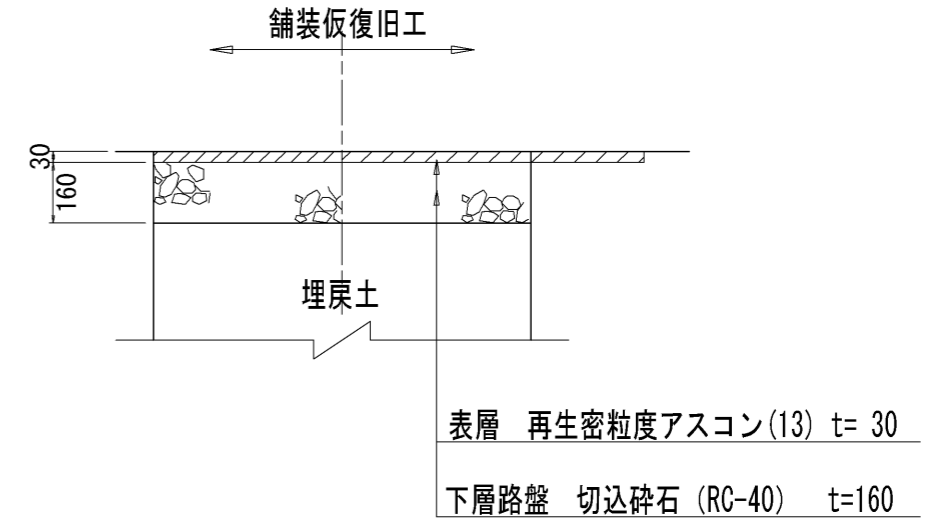 舗装仮復旧工
30
160
埋戻土
表層 再生密粒度アスコン(13) t= 30
下層路盤 切込砕石 (RC-40) t=160